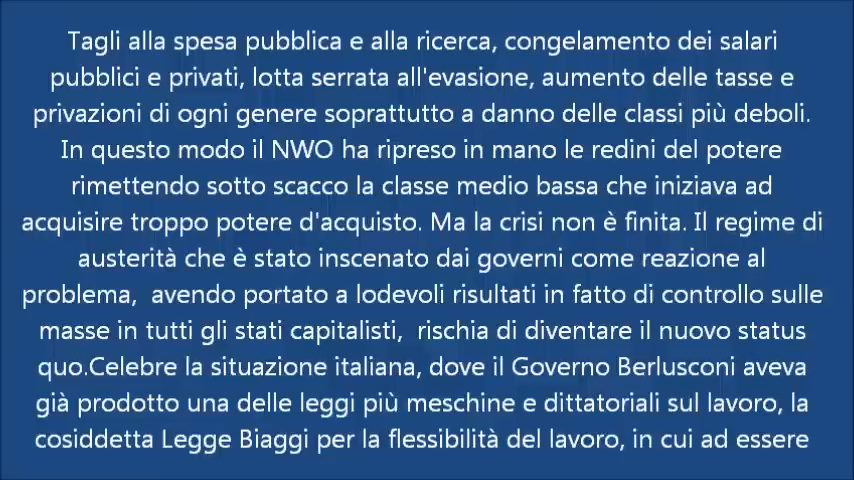 Tagli alla spesa pubblica e alla ricerca, congelamento dei salari
pubblici e privati, lotta serrata all'evasione, aumento delle tasse e
privazioni di ogni genere soprattutto a danno delle classi più deboli.
In questo modo il NWO ha ripreso in mano le redini del potere
rimettendo sotto scacco la classe medio bassa che iniziava ad
acquisire troppo potere d'acquisto. Ma la crisi non è finita. Il regime di
austerità che è stato inscenato dai governi come reazione al
problema,  avendo portato a lodevoli risultati in fatto di controllo sulle
masse in tutti gli stati capitalisti,  rischia di diventare il nuovo status
quo.Celebre la situazione italiana, dove il Governo Berlusconi aveva
già prodotto una delle leggi più meschine e dittatoriali sul lavoro, la
cosiddetta Legge Biaggi per la flessibilità del lavoro, in cui ad essere